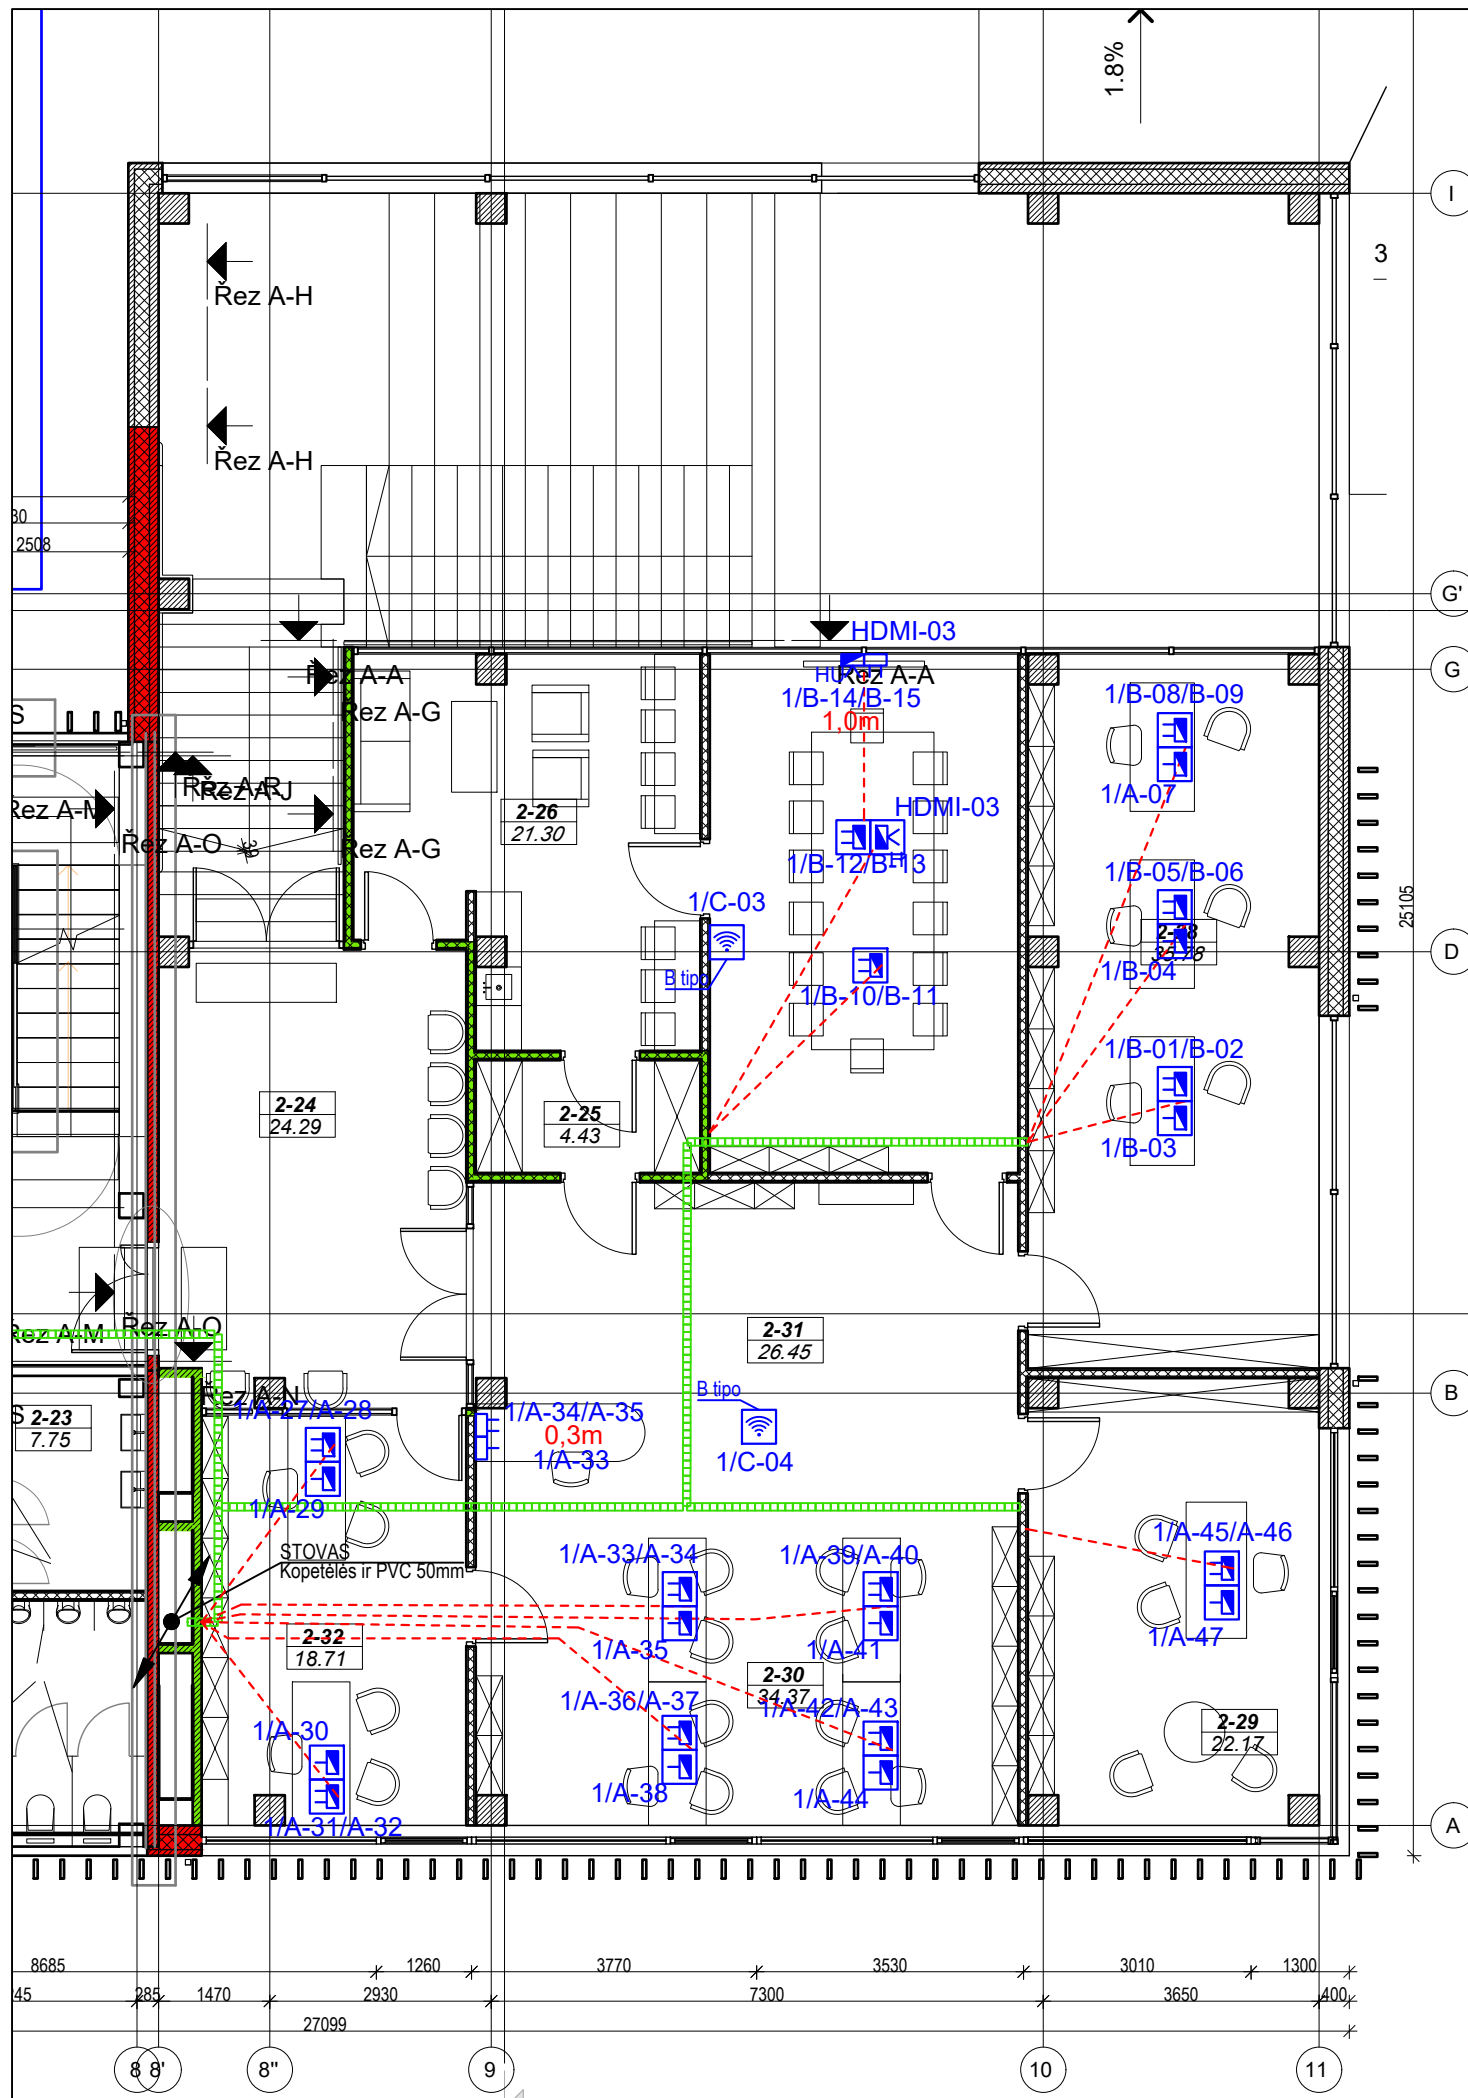 1.8%
I
3
Řez A-H
Řez A-H
30
2508
G'
HDMI-03
G
Řez A-A
HU
Řez A-A
1/B-14/B-15
1,0m
1/B-08/B-09
S
Řez A-G
Řez A-R
Řez A-J
1/A-07
Řez A-M
2-26
21.30
HDMI-03
Řez A-O
30
Řez A-G
H
1/B-12/B-13
1/B-05/B-06
25105
1/C-03
2-28
35.78
D
B tipo
1/B-10/B-11
1/B-04
1/B-01/B-02
2-24
24.29
2-25
4.43
1/B-03
Řez A-M
Řez A-O
2-31
26.45
Řez A-N
B tipo
B
1/A-27/A-28
1/A-34/A-35
0,3m
1/A-33
S
2-23
7.75
1/C-04
1/A-29
STOVAS
Kopetėlės ir PVC 50mm
1/A-33/A-34
1/A-39/A-40
1/A-45/A-46
2-32
18.71
1/A-35
1/A-41
1/A-47
2-30
34.37
1/A-36/A-37
1/A-42/A-43
2-29
22.17
1/A-30
1/A-38
1/A-44
1/A-31/A-32
A
8685
1260
3770
3530
3010
1300
45
285
1470
2930
7300
3650
400
27099
8
8'
8"
9
10
11